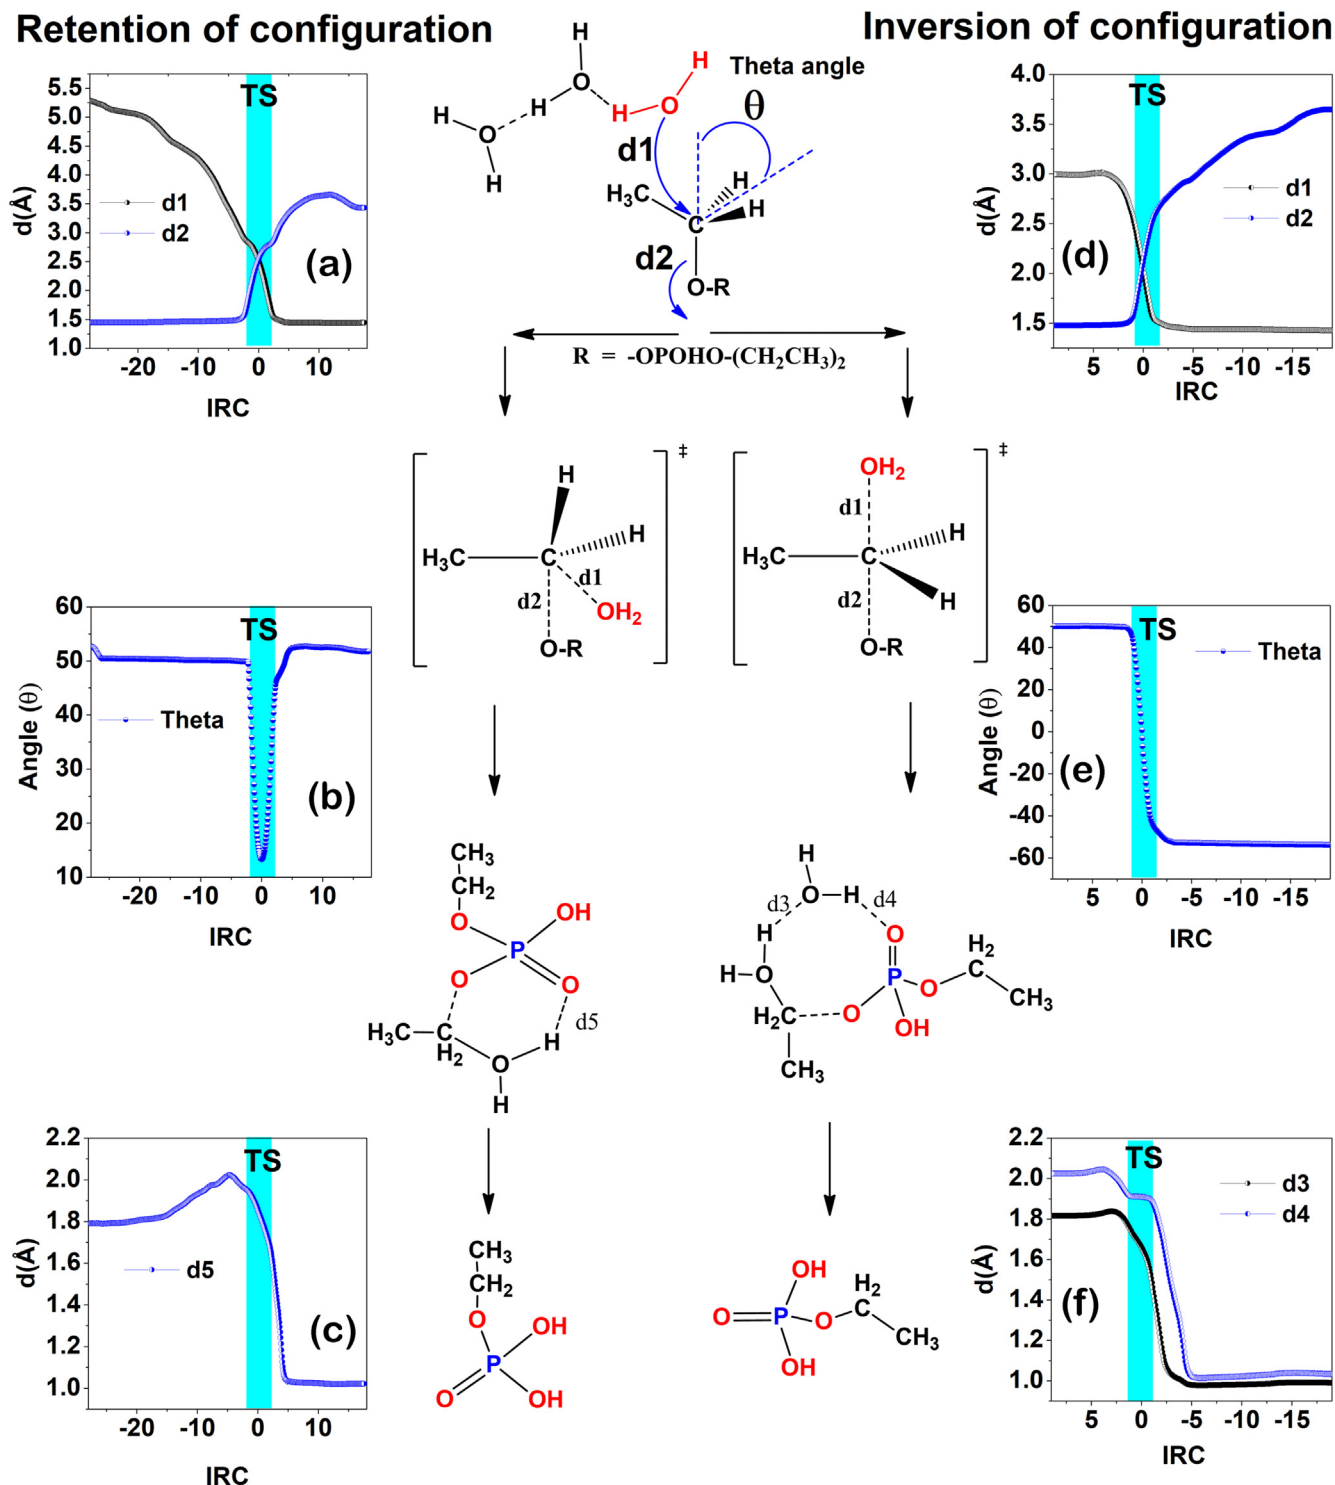 Retention of configuration
Inversion of configuration
5.5
5.0
4.5
4.0
3.5
3.0
2.5
2.0
1.5
1.0
d(Å)
TS
d1
d2
(a)
-20
-10
0
10
IRC
H
H
O
H
H
O
H
H
O
H
Theta angle
θ
d1
H₃C
C
H
H
d2
O-R
R = -OPOHO-(CH₂CH₃)₂
4.0
3.5
3.0
2.5
2.0
1.5
d(Å)
TS
d1
d2
(d)
5
0
-5
-10
-15
IRC
H
H
H₃C
C
d1
d2
OH₂
O-R
‡
OH₂
d1
H₃C
C
H
H
d2
O-R
‡
60
50
40
30
20
10
Angle (θ)
TS
Theta
(b)
-20
-10
0
10
IRC
60
40
20
0
-20
-40
-60
Angle (θ)
TS
Theta
(e)
5
0
-5
-10
-15
IRC
CH₃
CH₂
O
OH
P
O
O
d5
H₃C
C
H₂
H
O
H
H
O
H
d3
d4
H
O
H
O
P
O
H₂
C
CH₃
H₂C
O
OH
CH₃
2.2
2.0
1.8
1.6
1.4
1.2
1.0
d(Å)
TS
d5
(c)
-20
-10
0
10
IRC
CH₃
CH₂
O
OH
P
O
OH
OH
O
P
O
H₂
C
CH₃
OH
2.2
2.0
1.8
1.6
1.4
1.2
1.0
d(Å)
TS
d3
d4
(f)
5
0
-5
-10
-15
IRC